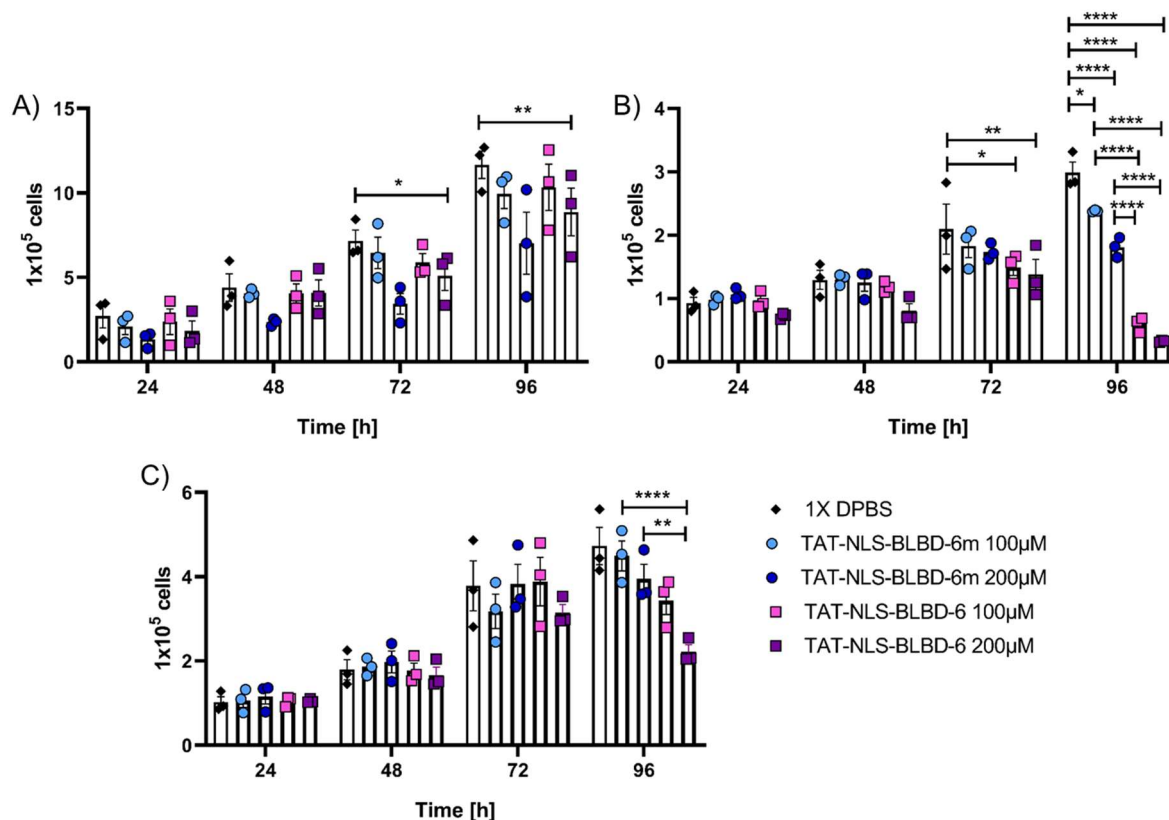 A)
1x10⁵ cells
15
10
5
0
**
*
24 48 72 96
Time [h]
B)
1x10⁵ cells
4
3
2
1
0
****
****
****
*
****
****
****
****
**
*
24 48 72 96
Time [h]
C)
1x10⁵ cells
6
4
2
0
****
**
24 48 72 96
Time [h]
1X DPBS
TAT-NLS-BLBD-6m 100µM
TAT-NLS-BLBD-6m 200µM
TAT-NLS-BLBD-6 100µM
TAT-NLS-BLBD-6 200µM